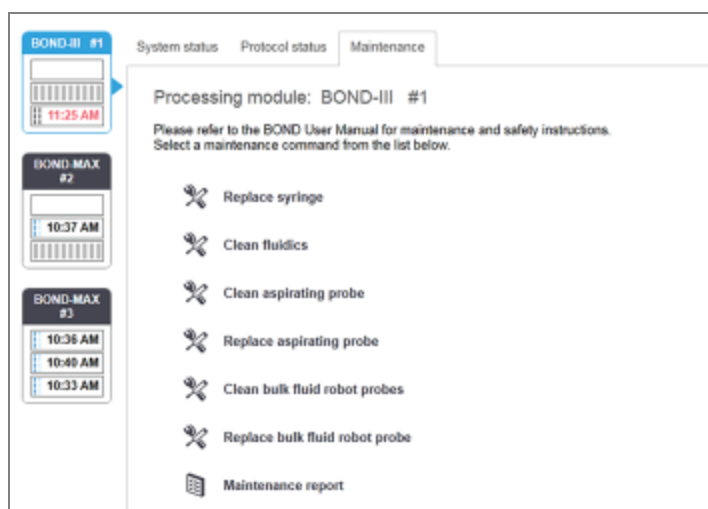 BOND-III #1
11:25 AM
BOND-MAX
#2
10:37 AM
BOND-MAX
#3
10:36 AM
10:40 AM
10:33 AM
System status Protocol status Maintenance
Processing module: BOND-III #1
Please refer to the BOND User Manual for maintenance and safety instructions.
Select a maintenance command from the list below.
Replace syringe
Clean fluidics
Clean aspirating probe
Replace aspirating probe
Clean bulk fluid robot probes
Replace bulk fluid robot probe
Maintenance report